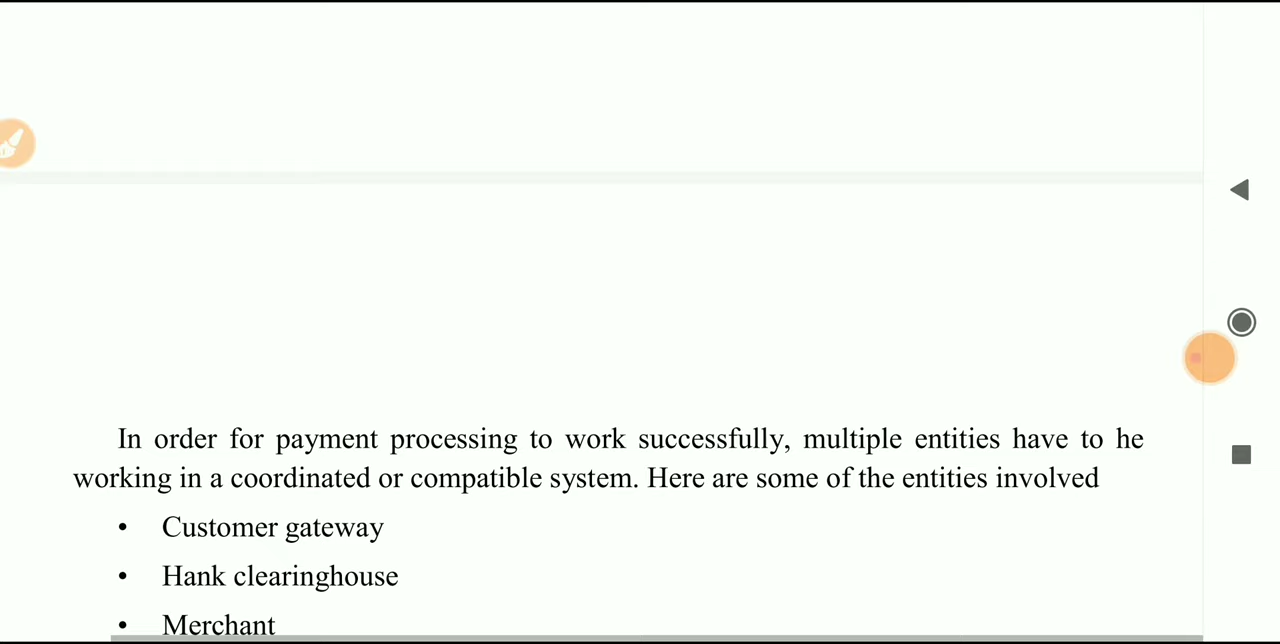 In order for payment processing to work successfully, multiple entities have to he
working in a coordinated or compatible system. Here are some of the entities involved
• Customer gateway
• Hank clearinghouse
• Merchant